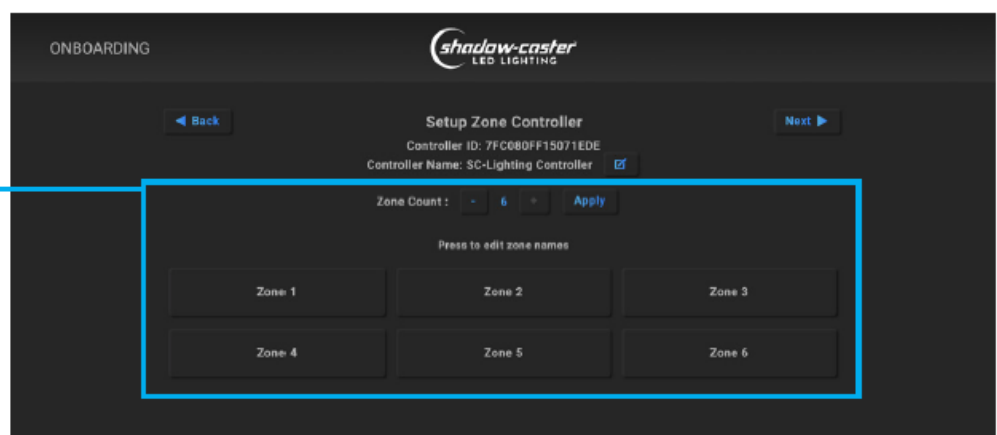 ONBOARDING
shadow-caster
LED LIGHTING
Back
Setup Zone Controller
Next
Controller ID: 7FC080FF15071EDE
Controller Name: SC-Lighting Controller
Zone Count : - 6 + Apply
Press to edit zone names
Zone 1 Zone 2 Zone 3
Zone 4 Zone 5 Zone 6